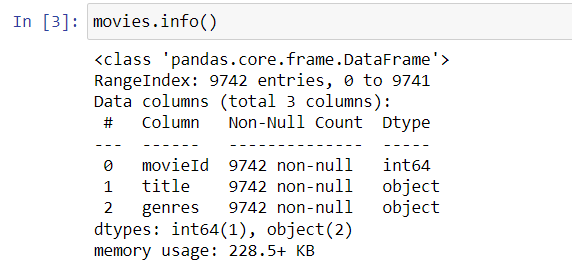 In [3]: movies.info()
<class 'pandas.core.frame.DataFrame'>
RangeIndex: 9742 entries, 0 to 9741
Data columns (total 3 columns):
 #   Column   Non-Null Count  Dtype
---  ------   --------------  -----
 0   movieId  9742 non-null   int64
 1   title    9742 non-null   object
 2   genres   9742 non-null   object
dtypes: int64(1), object(2)
memory usage: 228.5+ KB